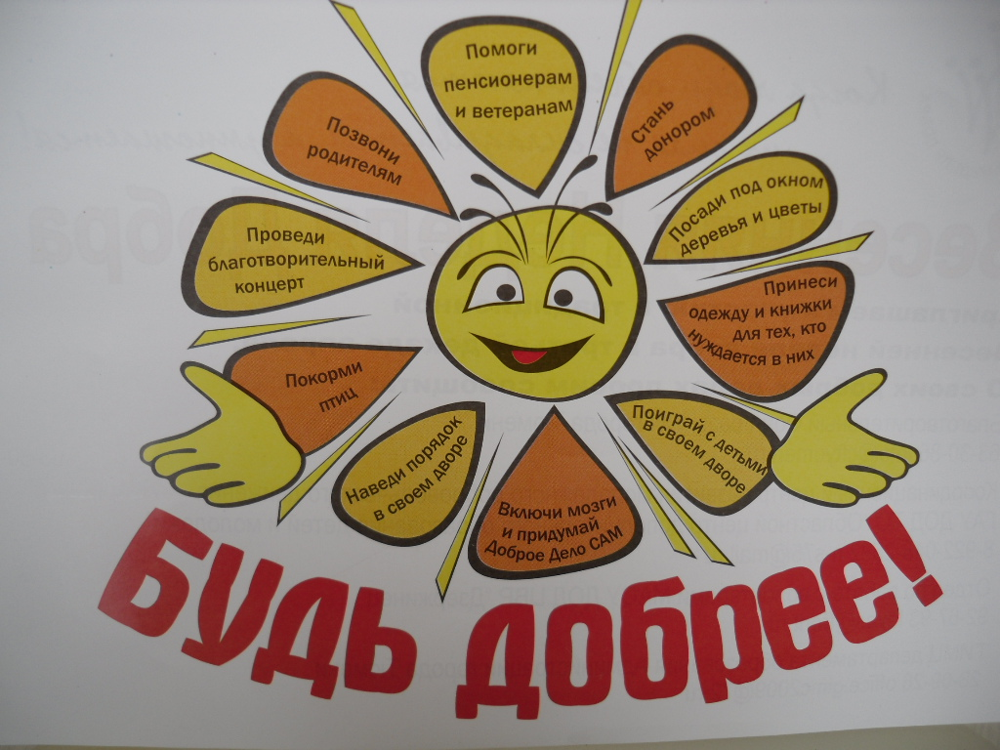 Помоги
пенсионерам
и ветеранам
Стань
донором
Посади под окном
деревья и цветы
Принеси
одежду и книжки
для тех, кто
нуждается в них
Поиграй с детьми
в своем дворе
Включи мозги
и придумай
Доброе Дело САМ
Наведи порядок
в своем дворе
Покорми
птиц
Проведи
благотворительный
концерт
Позвони
родителям
Будь добрее!